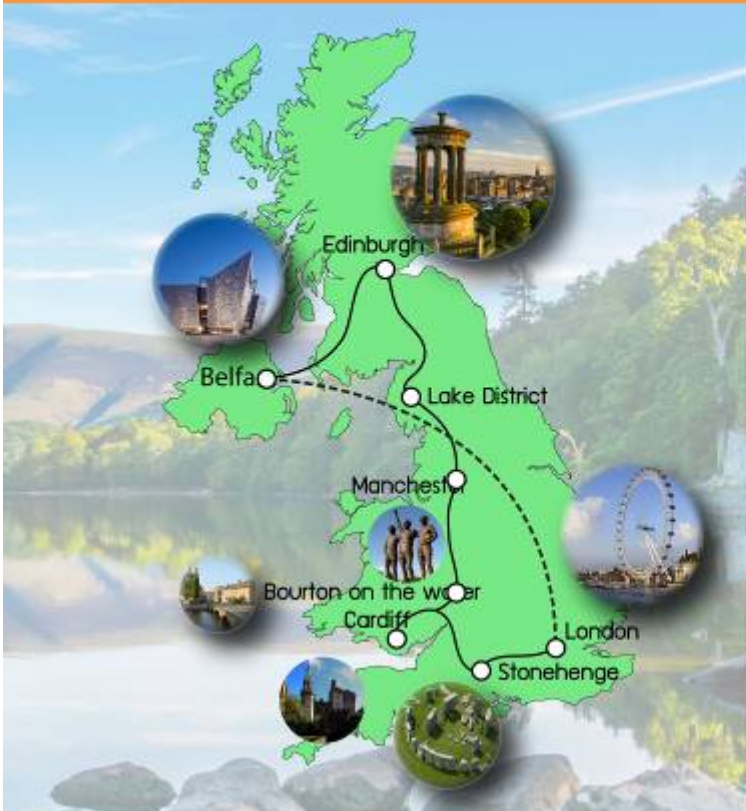 Edinburgh
Belfa
Lake District
Manchester
Bourton on the water
Cardiff
London
Stonehenge